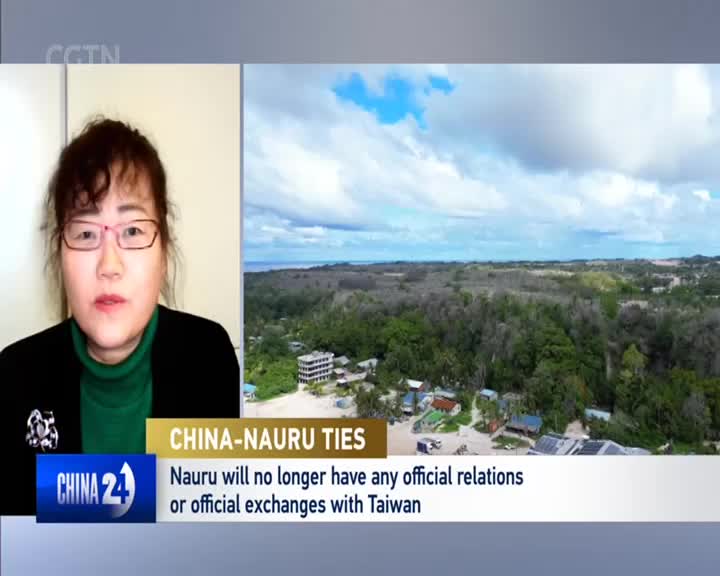 CGTN
CHINA-NAURU TIES
CHINA 24
Nauru will no longer have any official relations
or official exchanges with Taiwan